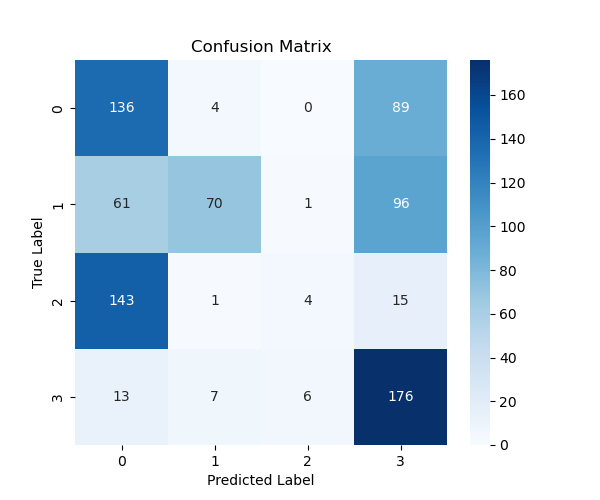 Confusion Matrix
True Label
0 136 4 0 89
1 61 70 1 96
2 143 1 4 15
3 13 7 6 176
0 1 2 3
Predicted Label
160
140
120
100
80
60
40
20
0